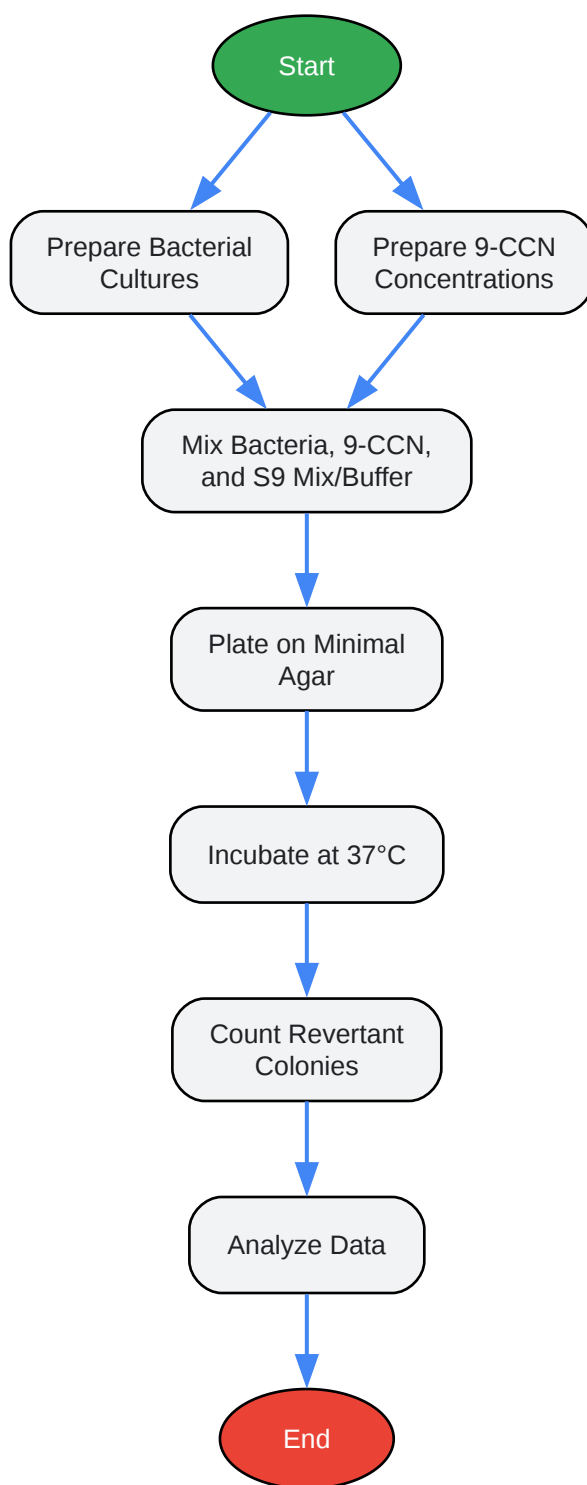 Start
Prepare Bacterial
Cultures
Prepare 9-CCN
Concentrations
Mix Bacteria, 9-CCN,
and S9 Mix/Buffer
Plate on Minimal
Agar
Incubate at 37°C
Count Revertant
Colonies
Analyze Data
End